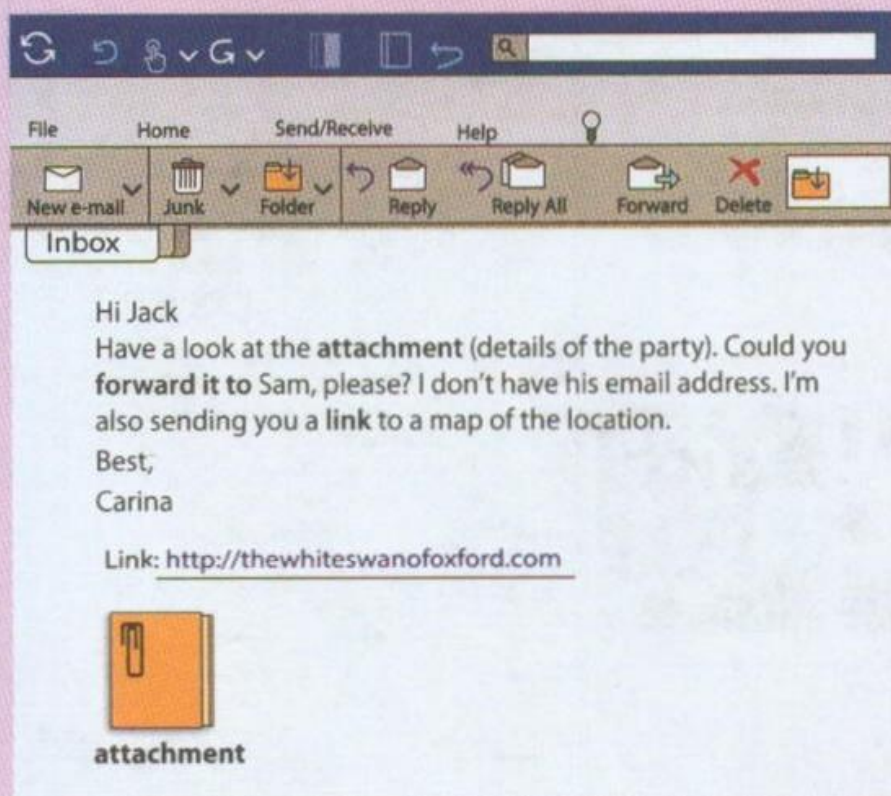 File Home Send/Receive Help
New e-mail Junk Folder Reply Reply All Forward Delete
Inbox
Hi Jack
Have a look at the attachment (details of the party). Could you
forward it to Sam, please? I don't have his email address. I'm
also sending you a link to a map of the location.
Best,
Carina
Link: http://thewhiteswanofoxford.com
attachment